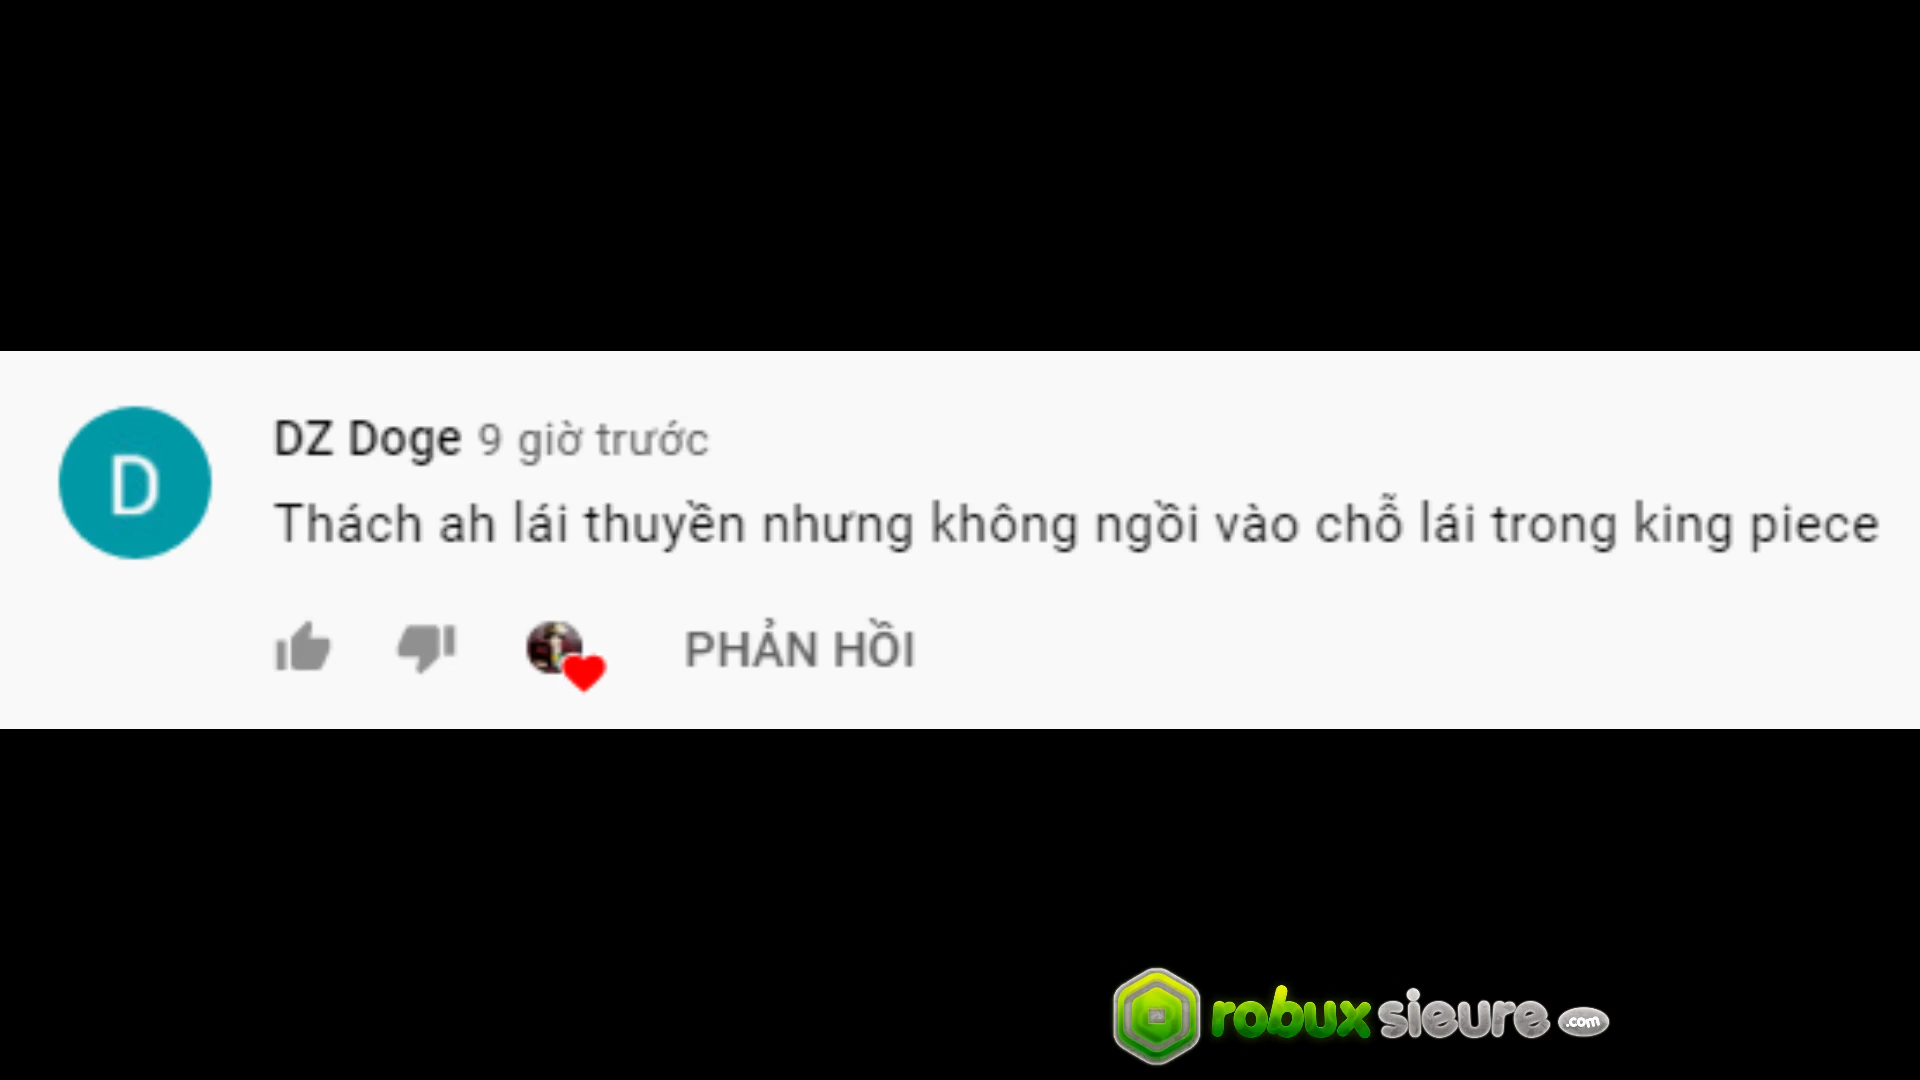 D
DZ Doge 9 giờ trước
Thách ah lái thuyền nhưng không ngồi vào chỗ lái trong king piece
PHẢN HỒI
robuxsieure.com